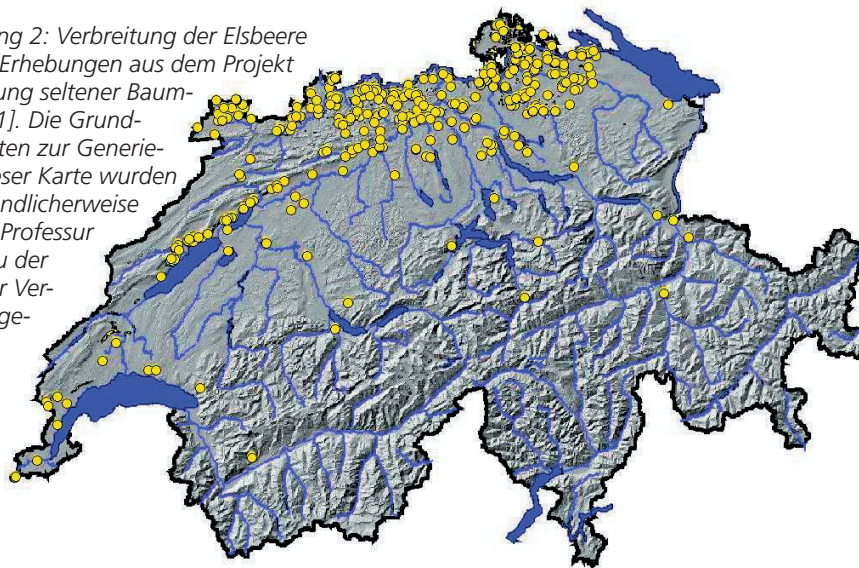 ng 2: Verbreitung der Elsbeere
Erhebungen aus dem Projekt
ung seltener Baum-
1]. Die Grund-
ten zur Generie-
eser Karte wurden
ndlicherweise
Professur
u der
r Ver-
ge-